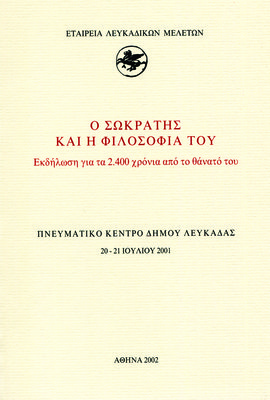 ΕΤΑΙΡΕΙΑ ΛΕΥΚΑΔΙΚΩΝ ΜΕΛΕΤΩΝ
Ο ΣΩΚΡΑΤΗΣ
ΚΑΙ Η ΦΙΛΟΣΟΦΙΑ ΤΟΥ
Εκδήλωση για τα 2.400 χρόνια από το θάνατό του
ΠΝΕΥΜΑΤΙΚΟ ΚΕΝΤΡΟ ΔΗΜΟΥ ΛΕΥΚΑΔΑΣ
20 - 21 ΙΟΥΛΙΟΥ 2001
ΑΘΗΝΑ 2002